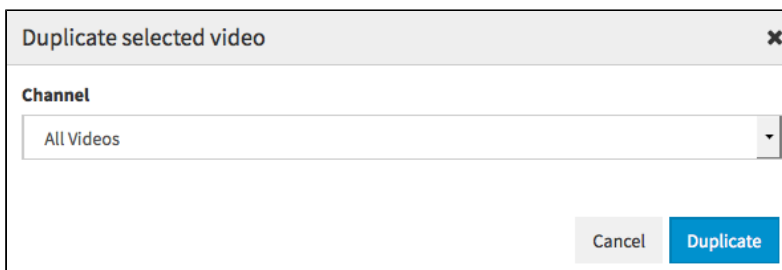 Duplicate selected video
Channel
All Videos
Cancel Duplicate